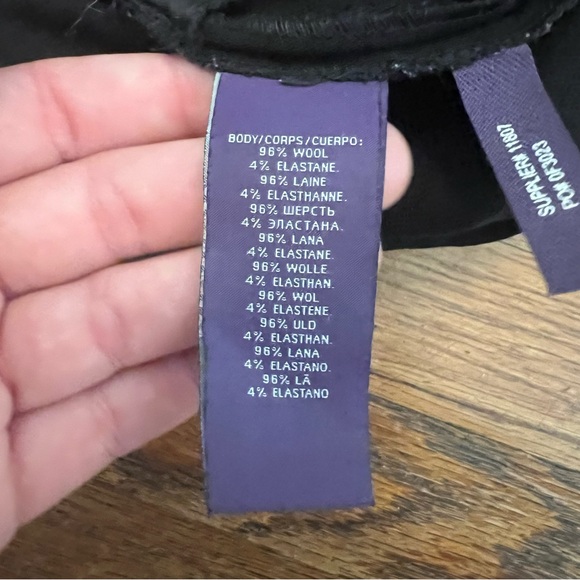 BODY/CORPS/CUERPO:
96% WOOL
4% ELASTANE.
96% LAINE
4% ELASTHANNE.
96% ШЕРСТЬ
4% ЭЛАСТАНА.
96% LANA
4% ELASTANE.
96% WOLLE
4% ELASTHAN.
96% WOL
4% ELASTENE.
96% ULD
4% ELASTHAN.
96% LANA
4% ELASTANO.
96% LÃ
4% ELASTANO
SUPPLIER# 11807
PO# 0F3023